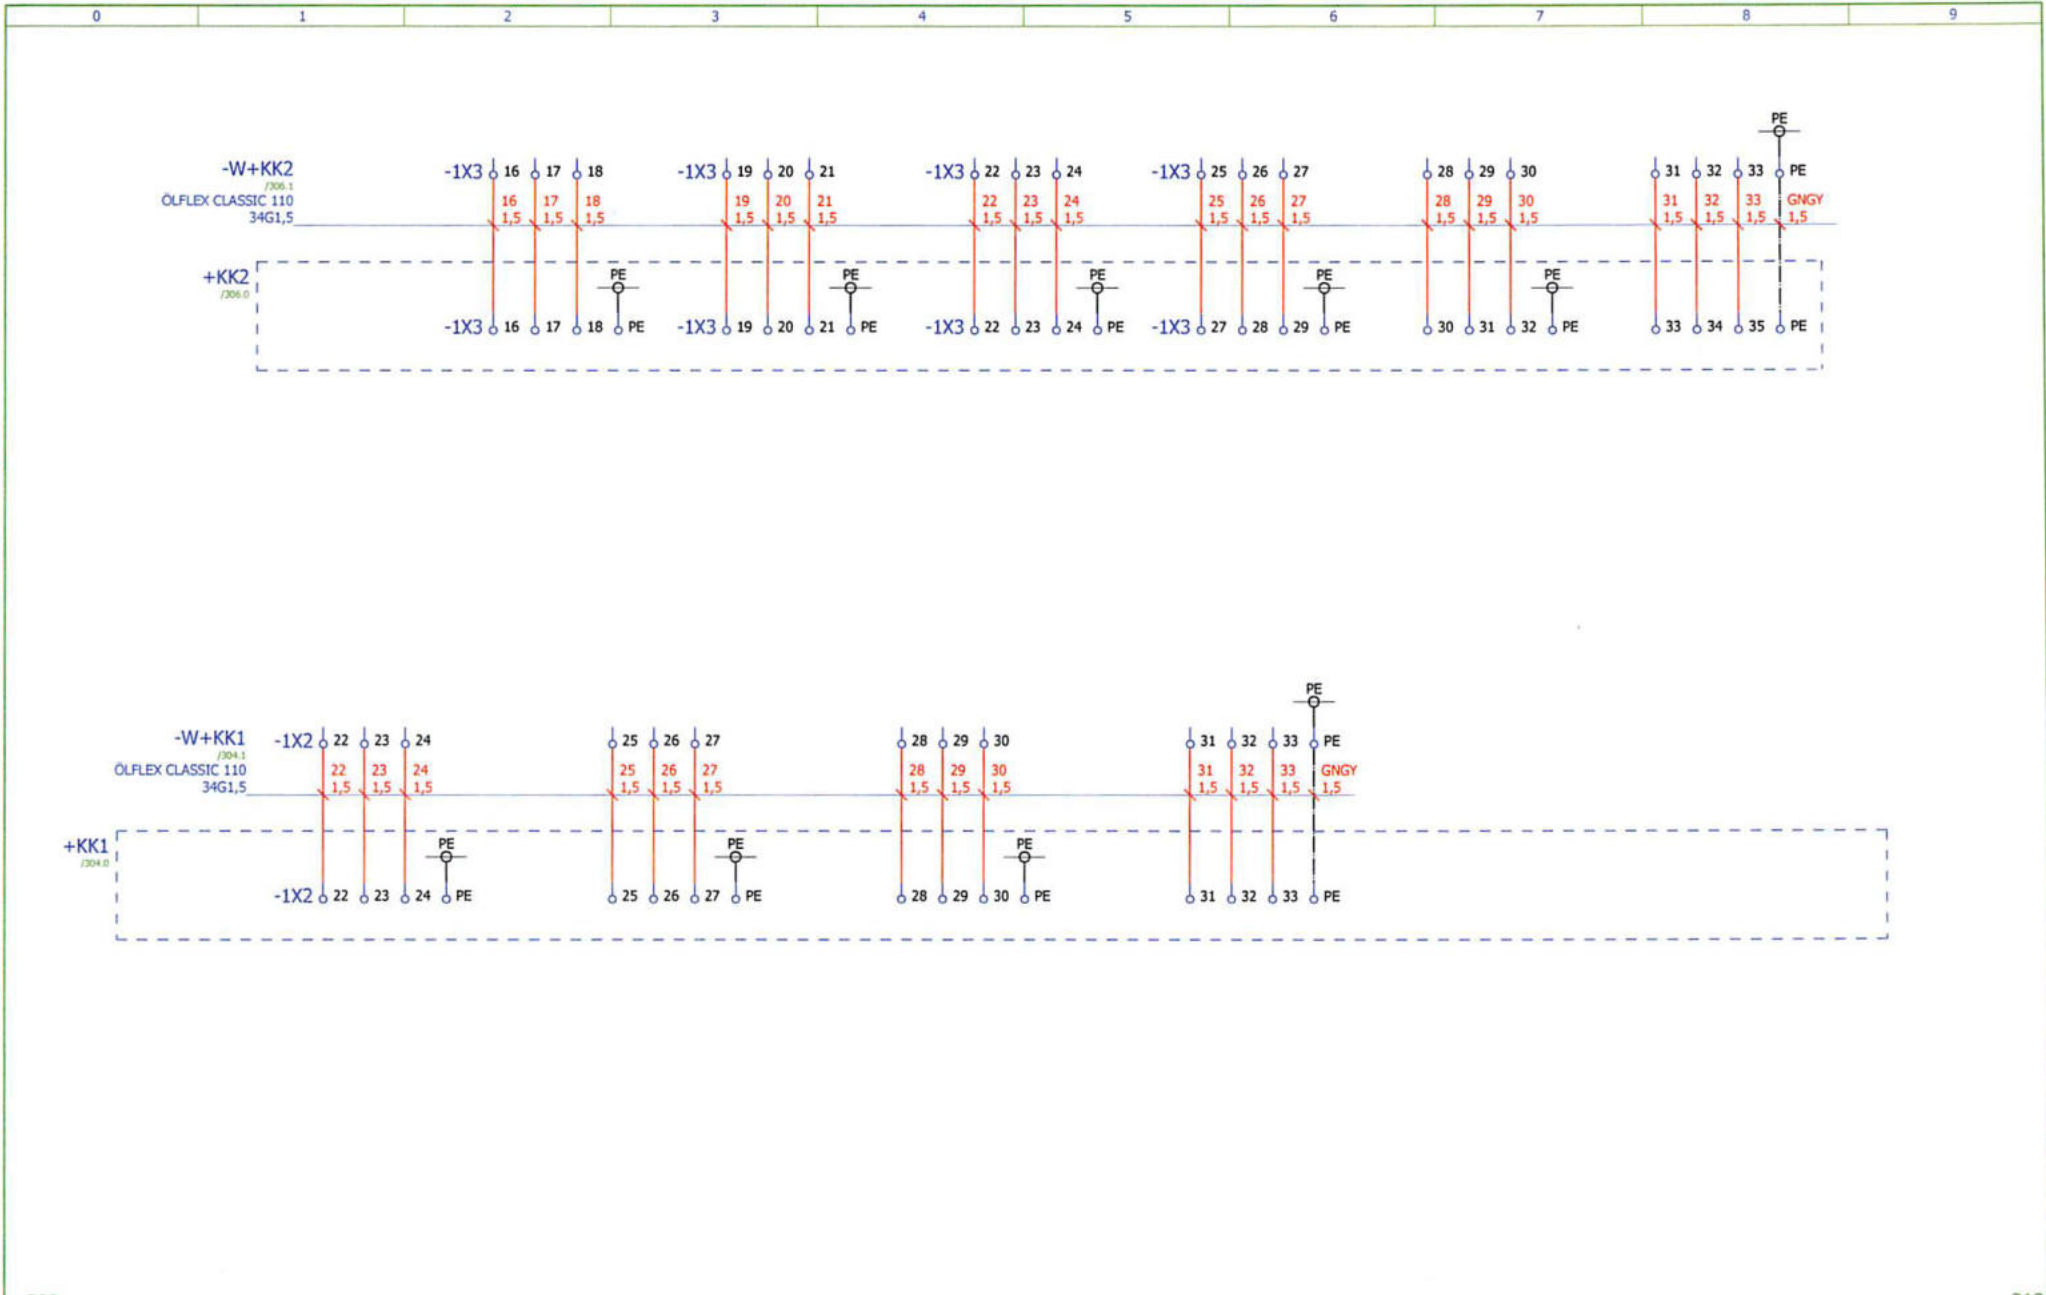 0 1 2 3 4 5 6 7 8 9
PE
-W+KK2 -1X3 16 17 18 -1X3 19 20 21 -1X3 22 23 24 -1X3 25 26 27 28 29 30 31 32 33 PE
/306.1
ÖLFLEX CLASSIC 110 16 17 18 19 20 21 22 23 24 25 26 27 28 29 30 31 32 33 GNGY
34G1,5 1,5 1,5 1,5 1,5 1,5 1,5 1,5 1,5 1,5 1,5 1,5 1,5 1,5 1,5 1,5 1,5 1,5 1,5 1,5
+KK2 PE PE PE PE PE
/306.0
-1X3 16 17 18 PE -1X3 19 20 21 PE -1X3 22 23 24 PE -1X3 27 28 29 PE 30 31 32 PE 33 34 35 PE
PE
-W+KK1 -1X2 22 23 24 25 26 27 28 29 30 31 32 33 PE
/304.1
ÖLFLEX CLASSIC 110 22 23 24 25 26 27 28 29 30 31 32 33 GNGY
34G1,5 1,5 1,5 1,5 1,5 1,5 1,5 1,5 1,5 1,5 1,5 1,5 1,5 1,5
+KK1 PE PE PE
/304.0
-1X2 22 23 24 PE 25 26 27 PE 28 29 30 PE 31 32 33 PE